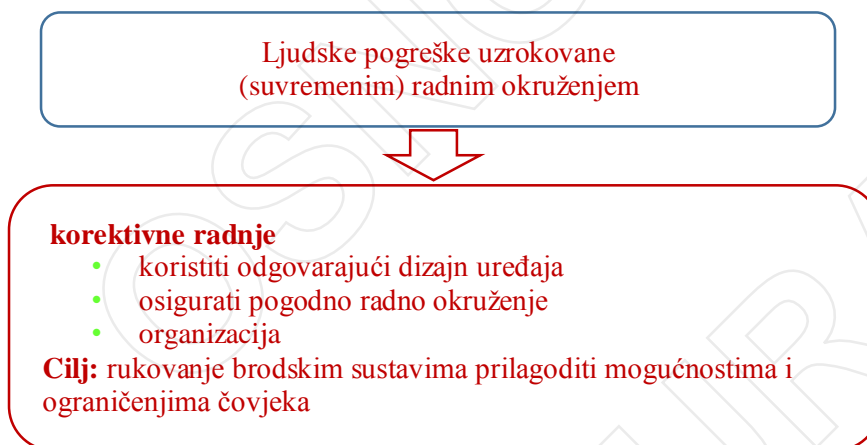 Ljudske pogreške uzrokovane
(suvremenim) radnim okruženjem
korektivne radnje
• koristiti odgovarajući dizajn uređaja
• osigurati pogodno radno okruženje
• organizacija
Cilj: rukovanje brodskim sustavima prilagoditi mogućnostima i
ograničenjima čovjeka